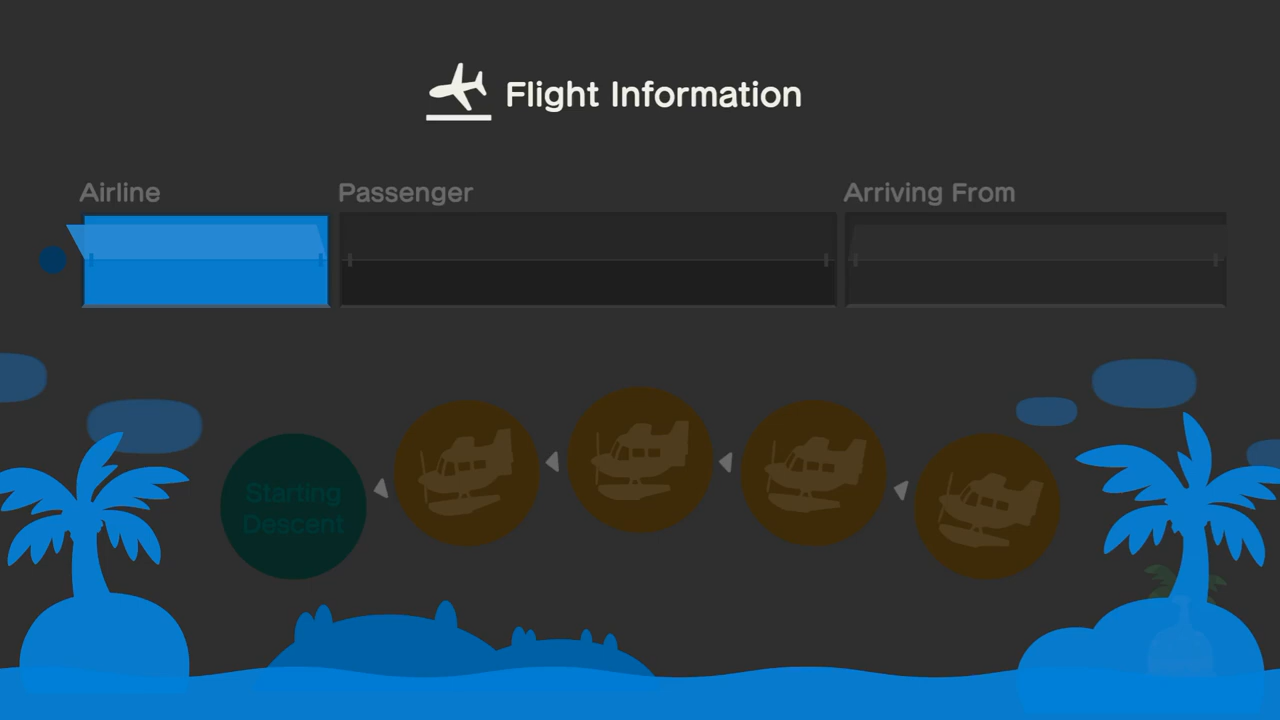 Flight Information
Airline
Passenger
Arriving From
Starting
Descent